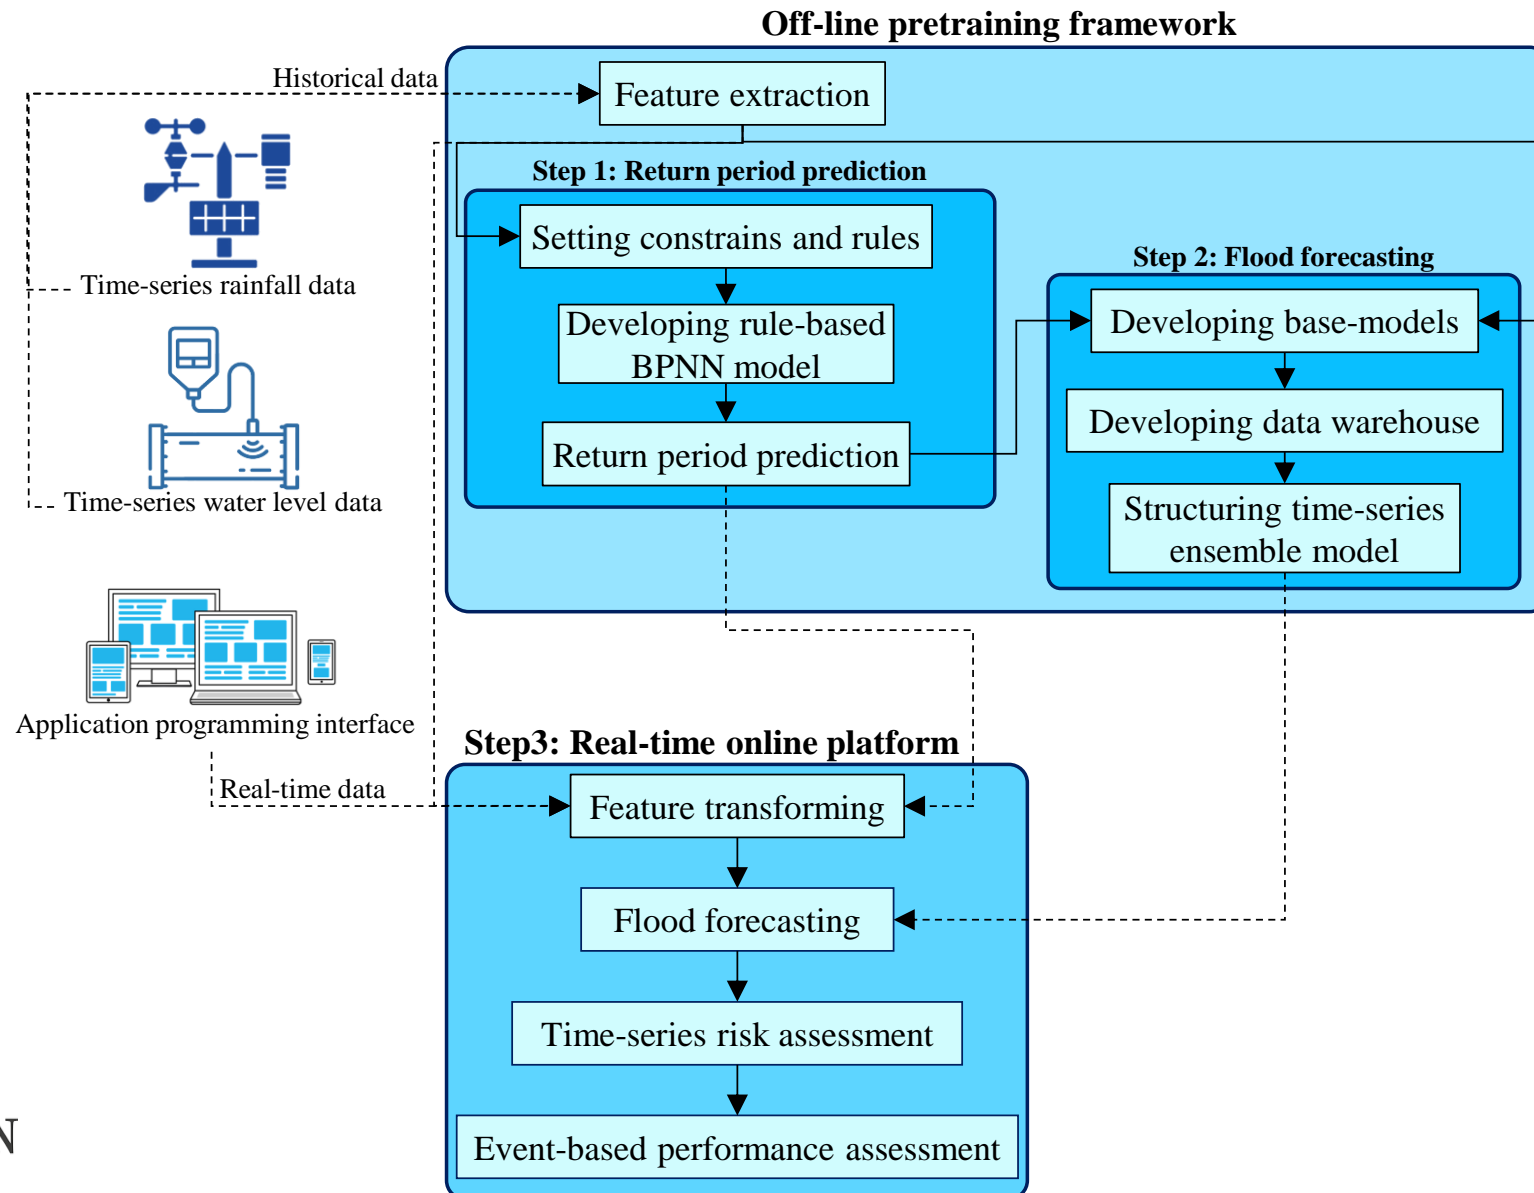 Off-line pretraining framework
Historical data
Feature extraction
Step 1: Return period prediction
Setting constrains and rules
Developing rule-based
BPNN model
Return period prediction
Step 2: Flood forecasting
Developing base-models
Developing data warehouse
Structuring time-series
ensemble model
Time-series rainfall data
Time-series water level data
Application programming interface
Real-time data
Step3: Real-time online platform
Feature transforming
Flood forecasting
Time-series risk assessment
Event-based performance assessment
N